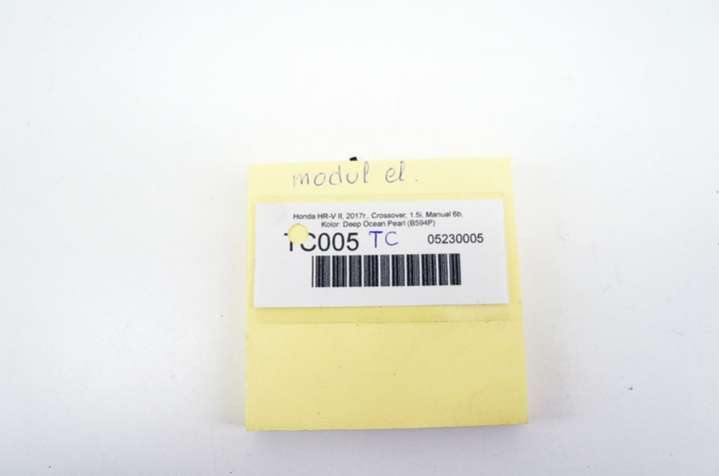 modul el.
Honda HR-V II, 2017r., Crossover, 1.5i, Manual 6b.
Kolor: Deep Ocean Pearl (B594P)
TC005 TC 05230005